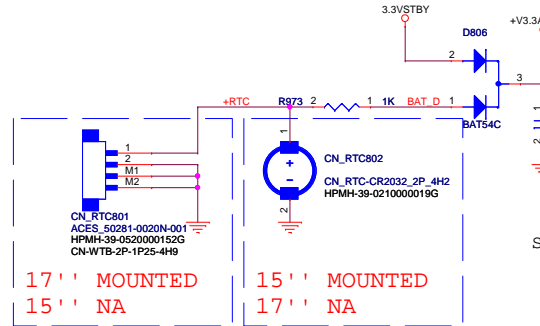 3.3VSTBY
+V3.3A
D806
2
3
+RTC
R973
2
1
1K
BAT_D
1
BAT54C
1
2
1
2
M1
M2
1
+
-
2
CN_RTC802
CN_RTC-CR2032_2P_4H2
HPMH-39-0210000019G
CN_RTC801
ACES_50281-0020N-001
HPMH-39-0520000152G
CN-WTB-2P-1P25-4H9
S
17'' MOUNTED
15'' NA
15'' MOUNTED
17'' NA